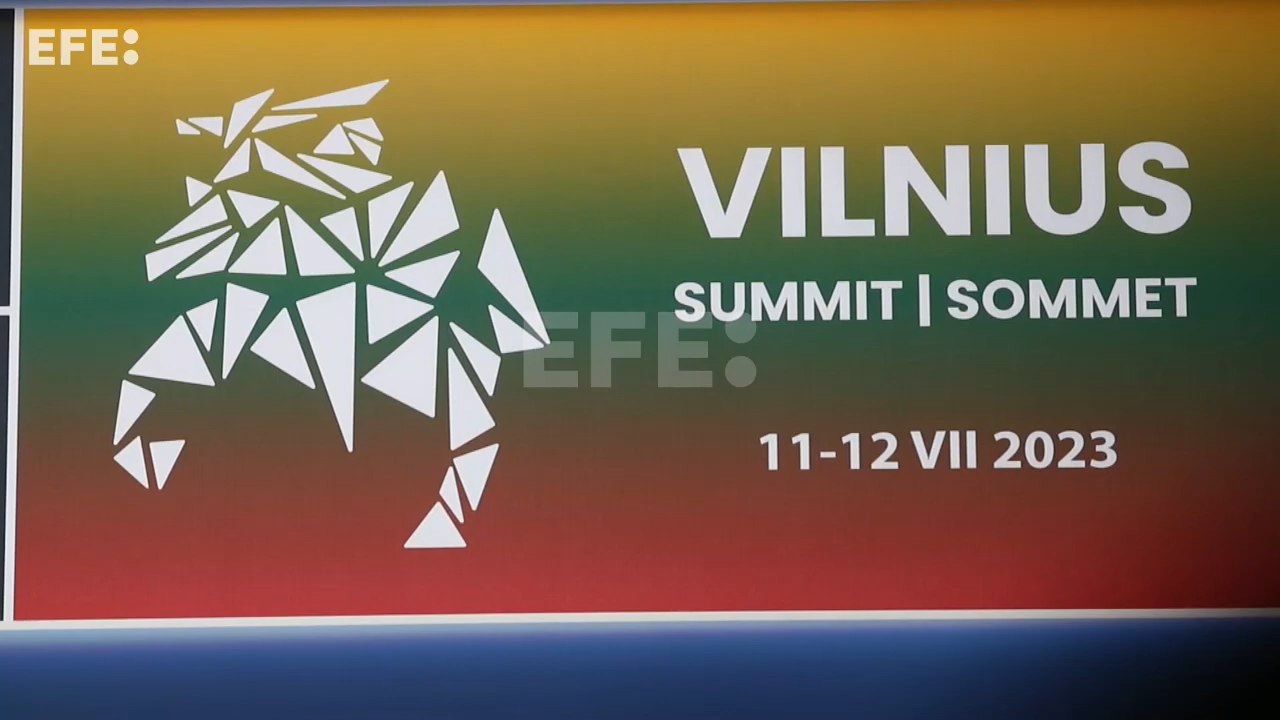 EFE:
VILNIUS
SUMMIT | SOMMET
EFE:
11-12 VII 2023